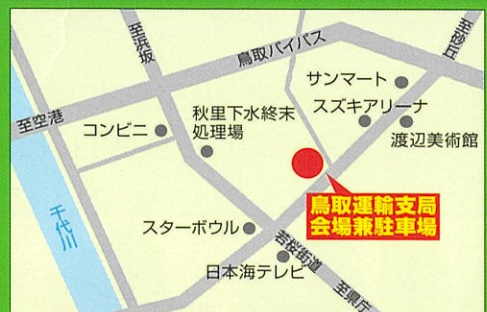 至浜坂
鳥取バイパス
至砂丘
サンマート
スズキアリーナ
至空港
コンビニ
秋里下水終末
処理場
渡辺美術館
鳥取運輸支局
会場兼駐車場
千代川
スターボウル
若桜街道
日本海テレビ
至県庁